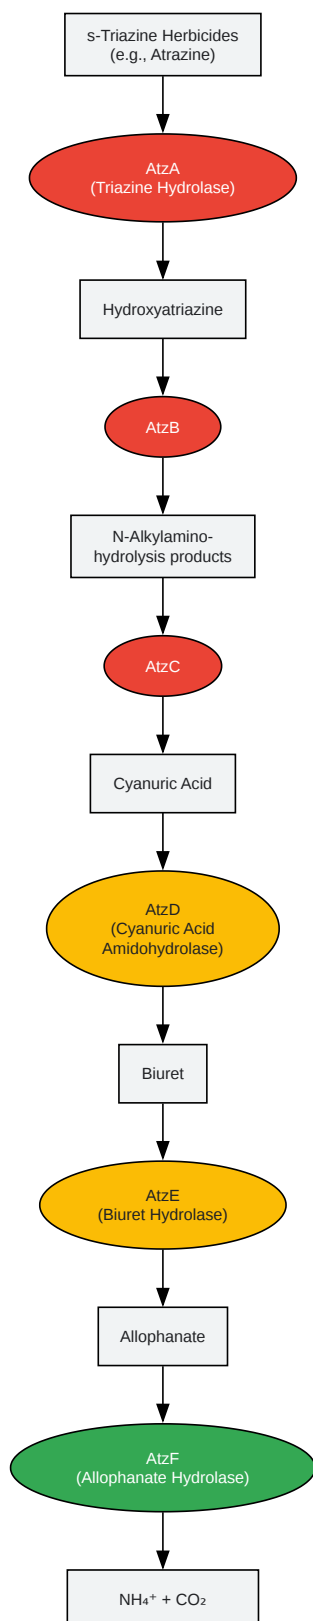 s-Triazine Herbicides
(e.g., Atrazine)
AtzA
(Triazine Hydrolase)
Hydroxyatriazine
AtzB
N-Alkylamino-
hydrolysis products
AtzC
Cyanuric Acid
AtzD
(Cyanuric Acid
Amidohydrolase)
Biuret
AtzE
(Biuret Hydrolase)
Allophanate
AtzF
(Allophanate Hydrolase)
NH₄⁺ + CO₂